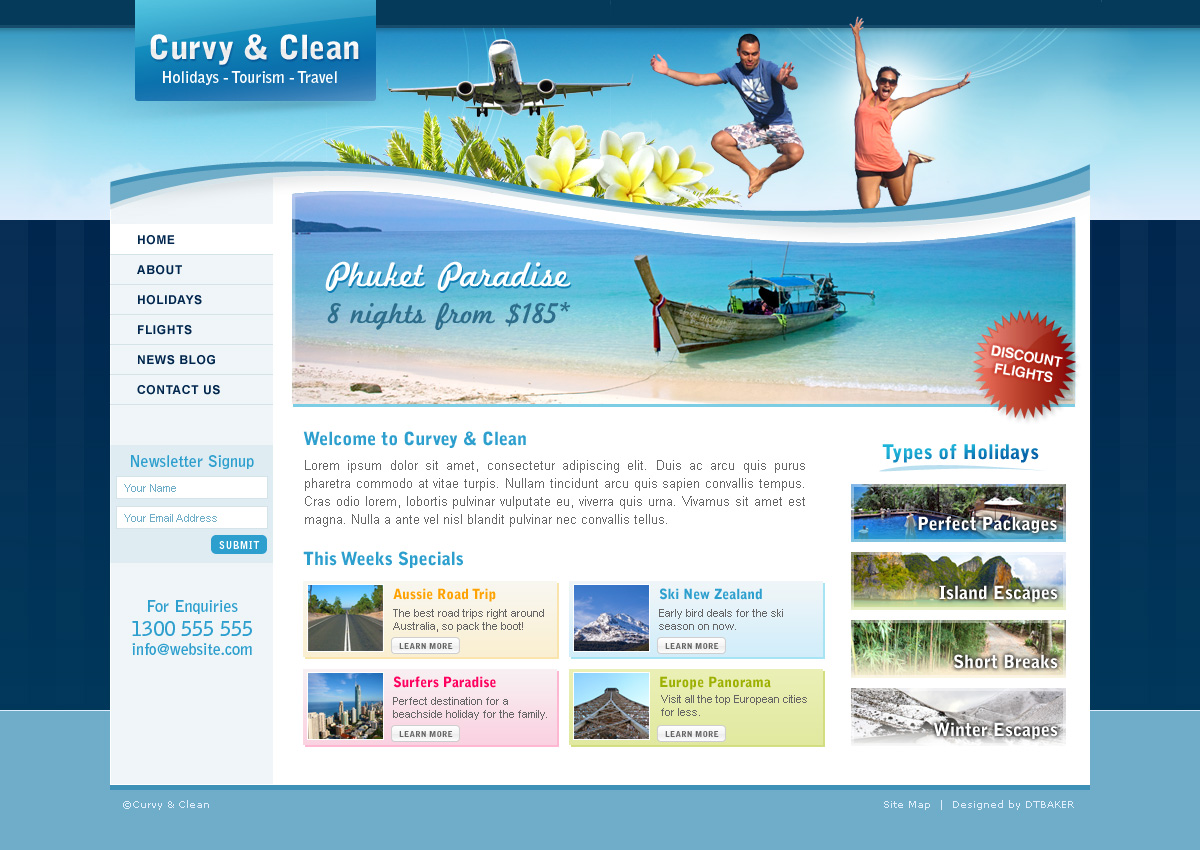 Curvy & Clean
Holidays - Tourism - Travel
HOME
ABOUT
HOLIDAYS
FLIGHTS
NEWS BLOG
CONTACT US
Newsletter Signup
Your Name
Your Email Address
SUBMIT
For Enquiries
1300 555 555
info@website.com
Phuket Paradise
8 nights from $185*
DISCOUNT
FLIGHTS
Welcome to Curvey & Clean
Lorem ipsum dolor sit amet, consectetur adipiscing elit. Duis ac arcu quis purus
pharetra commodo at vitae turpis. Nullam tincidunt arcu quis sapien convallis tempus.
Cras odio lorem, lobortis pulvinar vulputate eu, viverra quis urna. Vivamus sit amet est
magna. Nulla a ante vel nisl blandit pulvinar nec convallis tellus.
This Weeks Specials
Aussie Road Trip
The best road trips right around
Australia, so pack the boot!
LEARN MORE
Ski New Zealand
Early bird deals for the ski
season on now.
LEARN MORE
Surfers Paradise
Perfect destination for a
beachside holiday for the family.
LEARN MORE
Europe Panorama
Visit all the top European cities
for less.
LEARN MORE
Types of Holidays
Perfect Packages
Island Escapes
Short Breaks
Winter Escapes
©Curvy & Clean
Site Map | Designed by DTBAKER